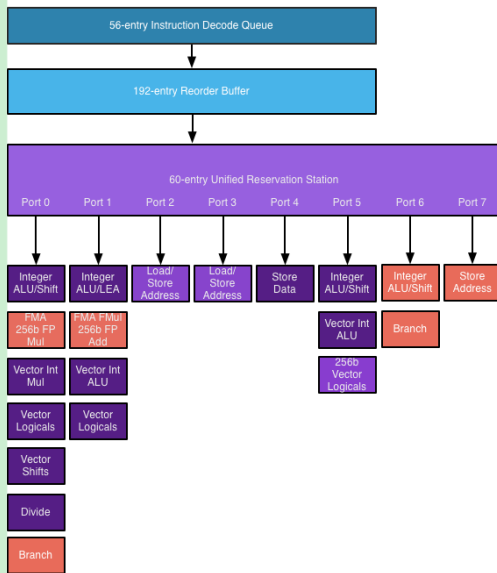 56-entry Instruction Decode Queue
192-entry Reorder Buffer
60-entry Unified Reservation Station
Port 0 Port 1 Port 2 Port 3 Port 4 Port 5 Port 6 Port 7
Integer
ALU/Shift
Integer
ALU/LEA
Load/
Store
Address
Load/
Store
Address
Store
Data
Integer
ALU/Shift
Integer
ALU/Shift
Store
Address
FMA
256b FP
Mul
FMA FMul
256b FP
Add
Vector Int
ALU
Branch
Vector Int
Mul
Vector Int
ALU
256b
Vector
Logicals
Vector
Logicals
Vector
Logicals
Vector
Shifts
Divide
Branch